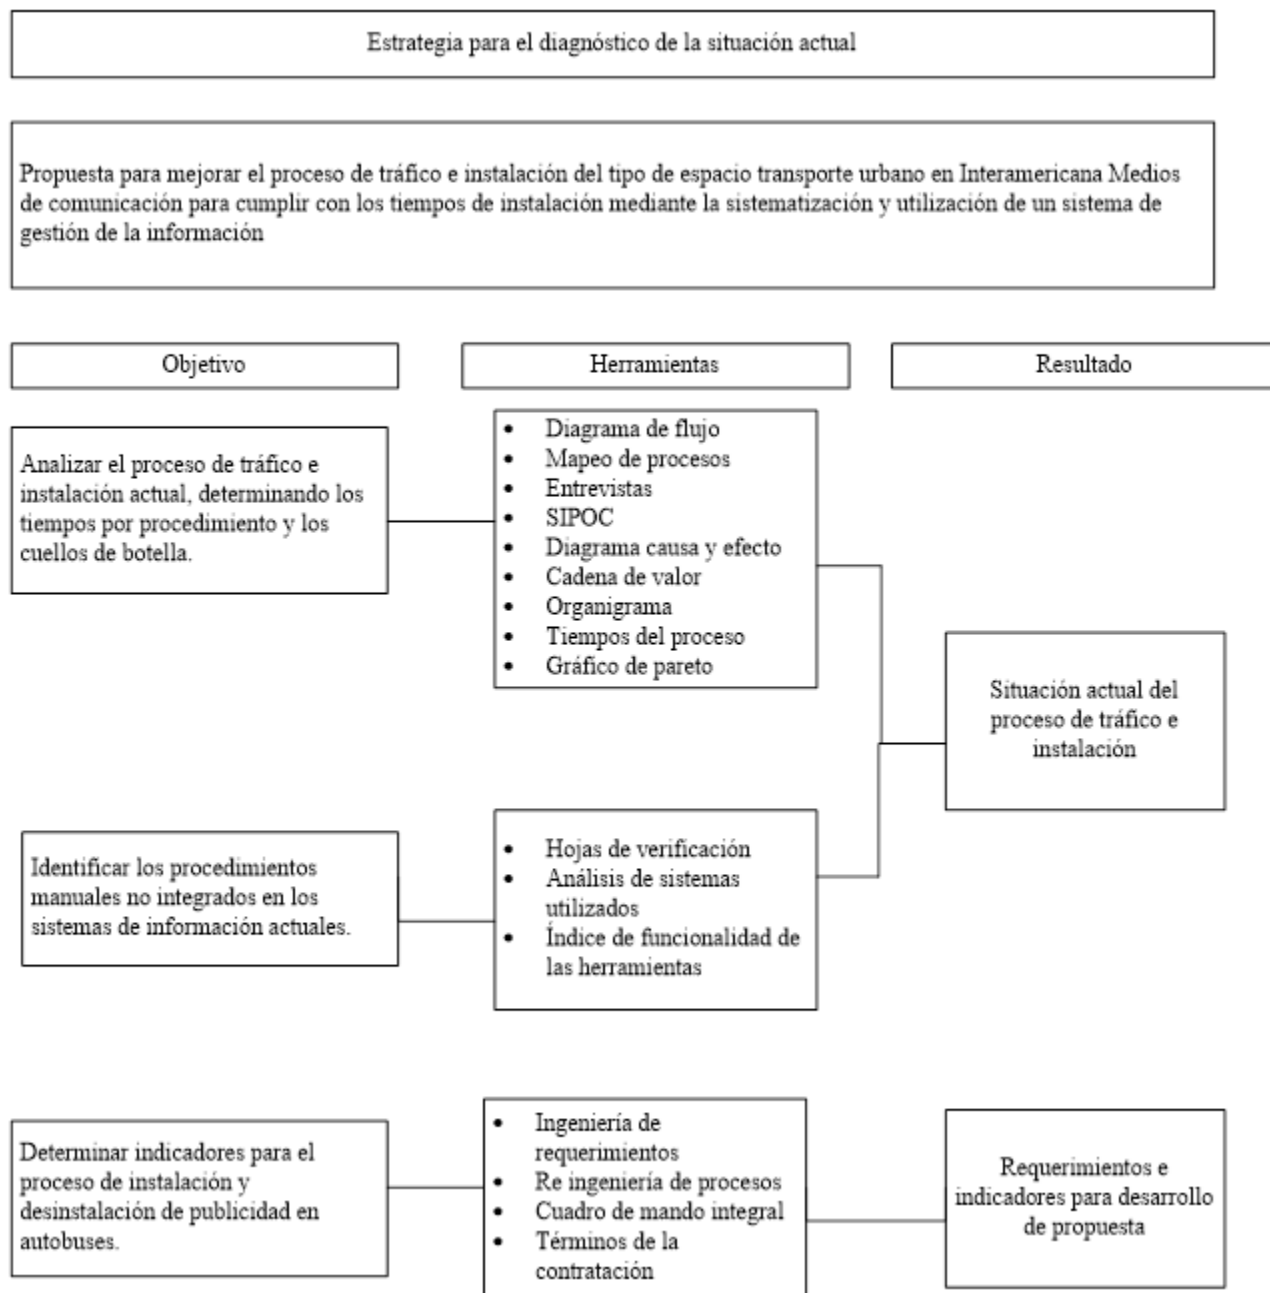 Estrategia para el diagnóstico de la situación actual
Propuesta para mejorar el proceso de tráfico e instalación del tipo de espacio transporte urbano en Interamericana Medios
de comunicación para cumplir con los tiempos de instalación mediante la sistematización y utilización de un sistema de
gestión de la información
Objetivo
Herramientas
Resultado
Analizar el proceso de tráfico e
instalación actual, determinando los
tiempos por procedimiento y los
cuellos de botella.
• Diagrama de flujo
• Mapeo de procesos
• Entrevistas
• SIPOC
• Diagrama causa y efecto
• Cadena de valor
• Organigrama
• Tiempos del proceso
• Gráfico de pareto
Situación actual del
proceso de tráfico e
instalación
Identificar los procedimientos
manuales no integrados en los
sistemas de información actuales.
• Hojas de verificación
• Análisis de sistemas
utilizados
• Índice de funcionalidad de
las herramientas
Determinar indicadores para el
proceso de instalación y
desinstalación de publicidad en
autobuses.
• Ingeniería de
requerimientos
• Re ingeniería de procesos
• Cuadro de mando integral
• Términos de la
contratación
Requerimientos e
indicadores para desarrollo
de propuesta